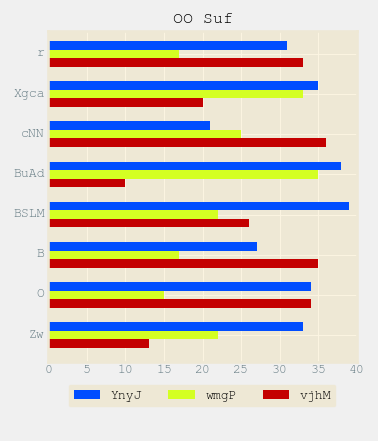 OO Suf
r
Xgca
cNN
BuAd
BSLM
B
O
Zw
0 5 10 15 20 25 30 35 40
YnyJ wmgP vjhM